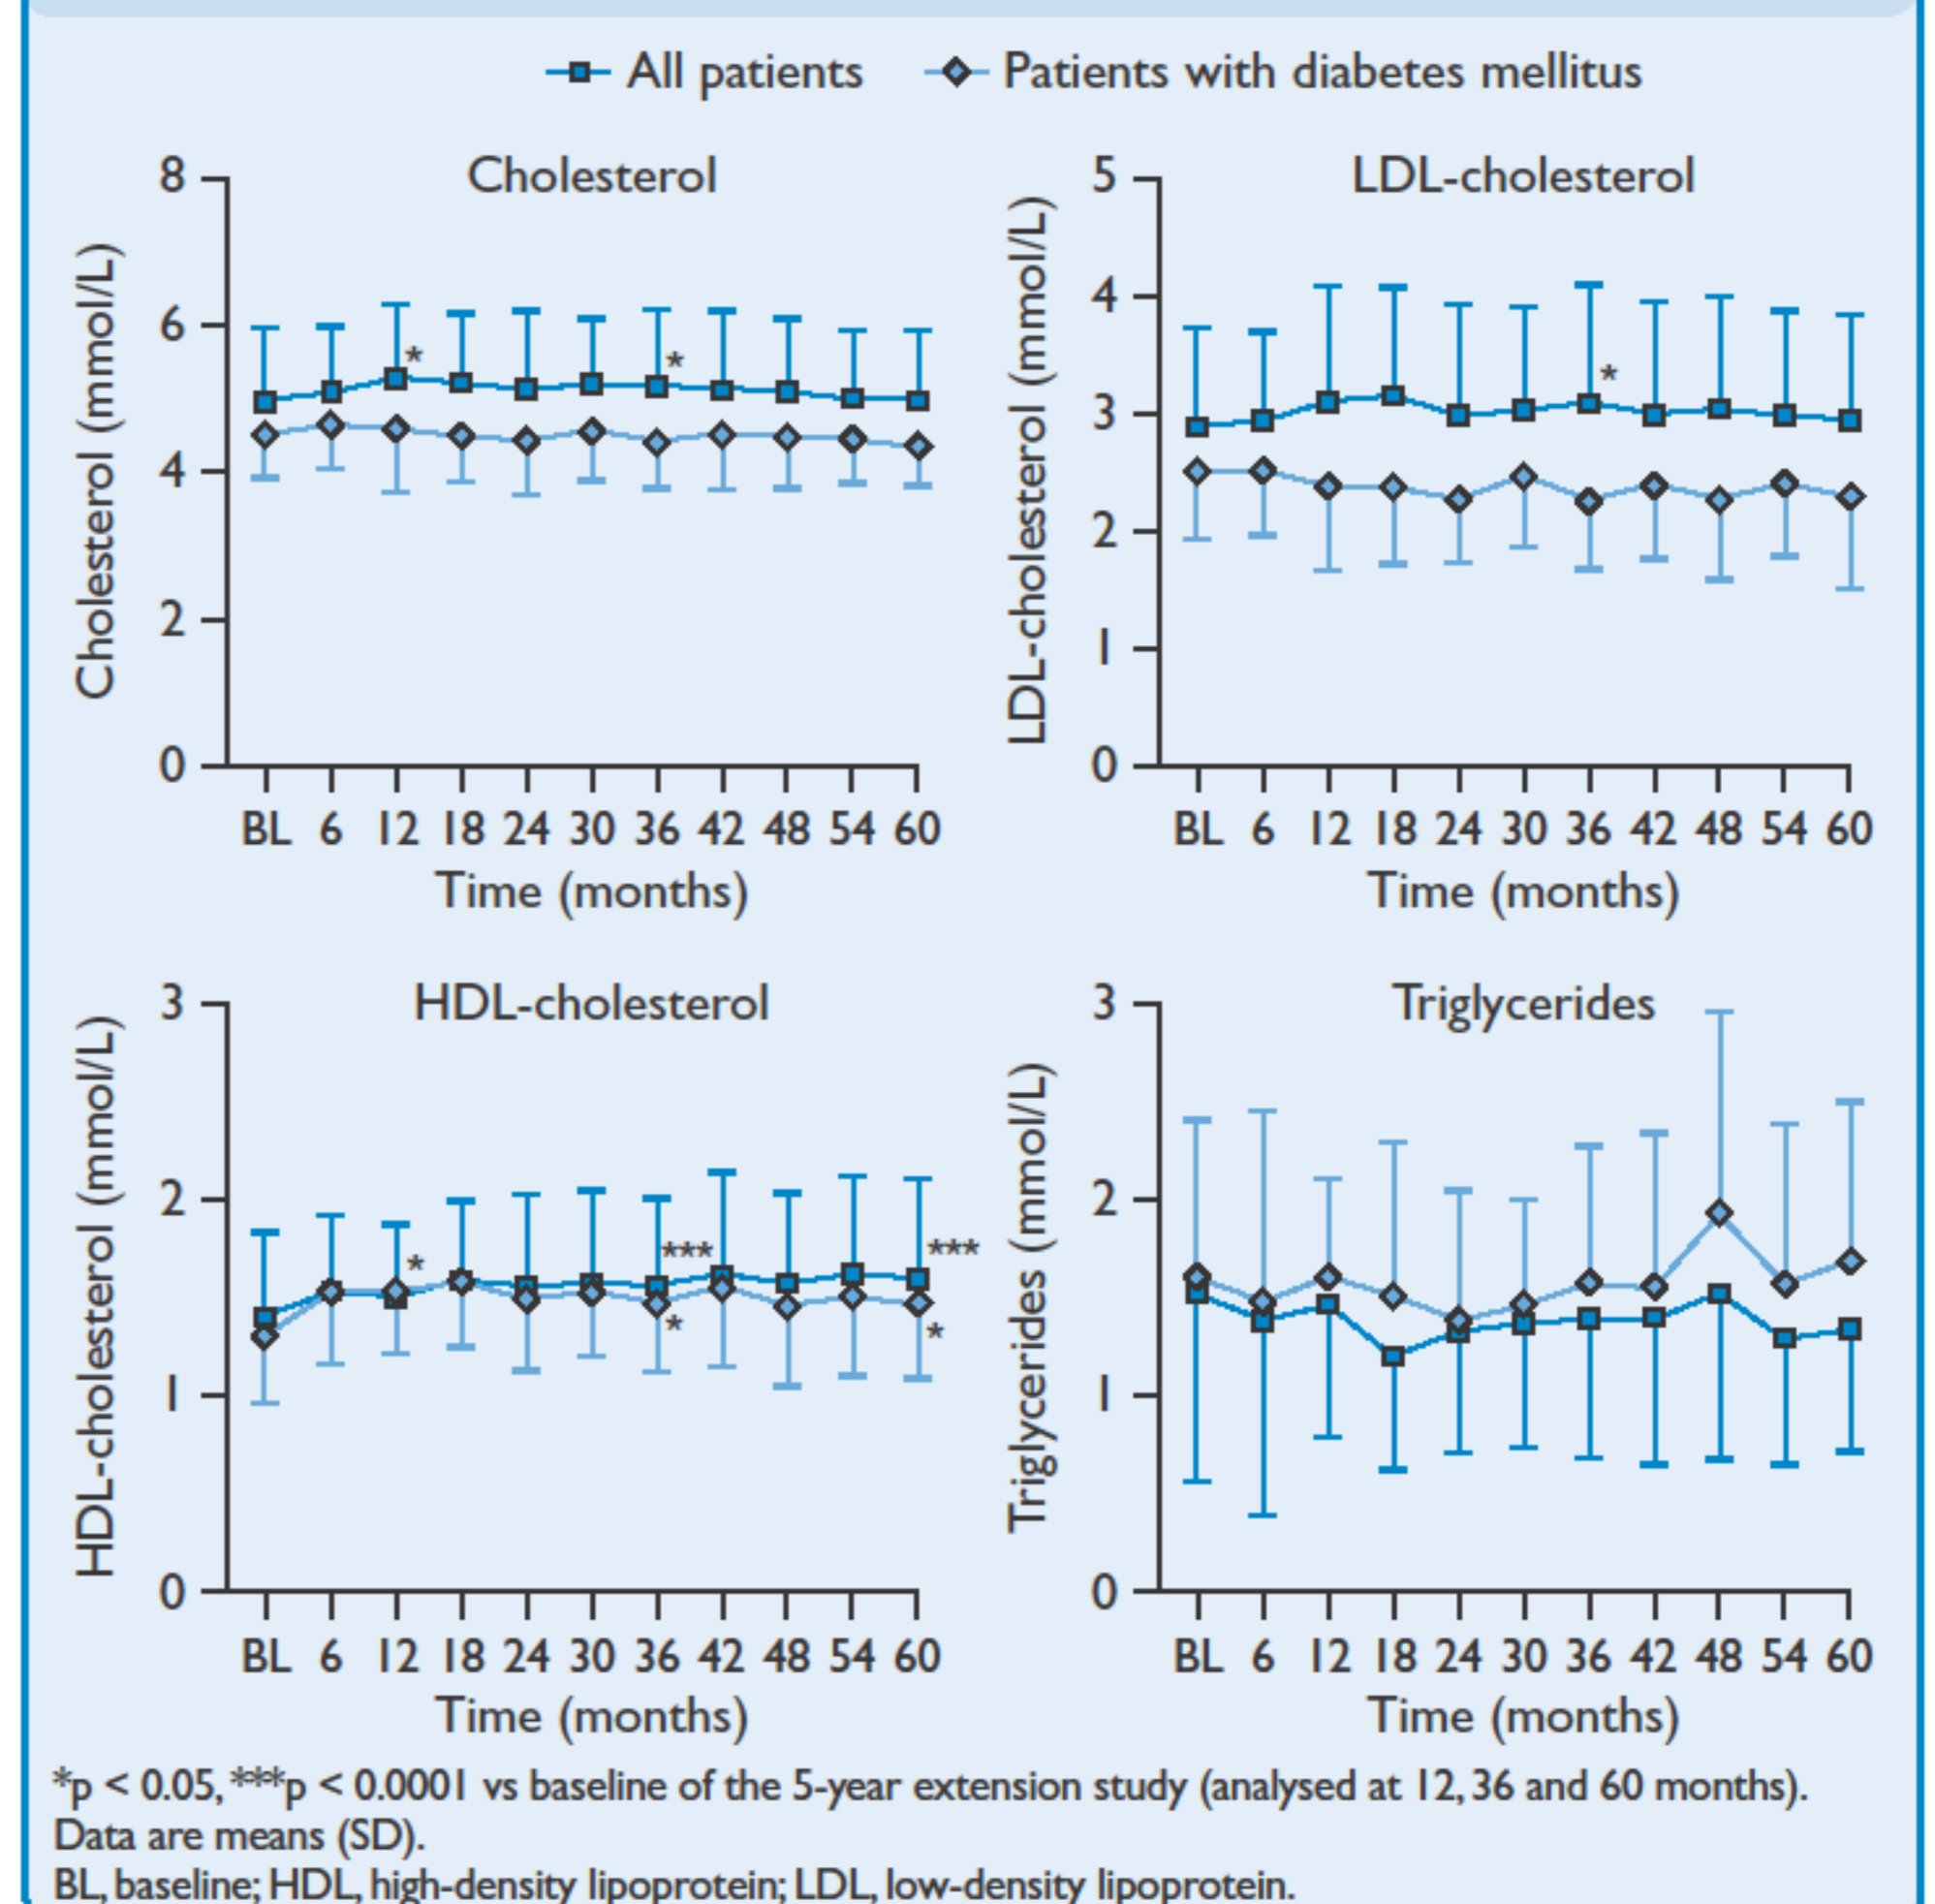 All patients Patients with diabetes mellitus
Cholesterol
Cholesterol (mmol/L)
8
6
4
2
0
*
*
BL 6 12 18 24 30 36 42 48 54 60
Time (months)
LDL-cholesterol
LDL-cholesterol (mmol/L)
5
4
3
2
1
0
*
BL 6 12 18 24 30 36 42 48 54 60
Time (months)
HDL-cholesterol
HDL-cholesterol (mmol/L)
3
2
1
0
*
***
*
***
*
BL 6 12 18 24 30 36 42 48 54 60
Time (months)
Triglycerides
Triglycerides (mmol/L)
3
2
1
0
BL 6 12 18 24 30 36 42 48 54 60
Time (months)
*p < 0.05, ***p < 0.0001 vs baseline of the 5-year extension study (analysed at 12, 36 and 60 months).
Data are means (SD).
BL, baseline; HDL, high-density lipoprotein; LDL, low-density lipoprotein.